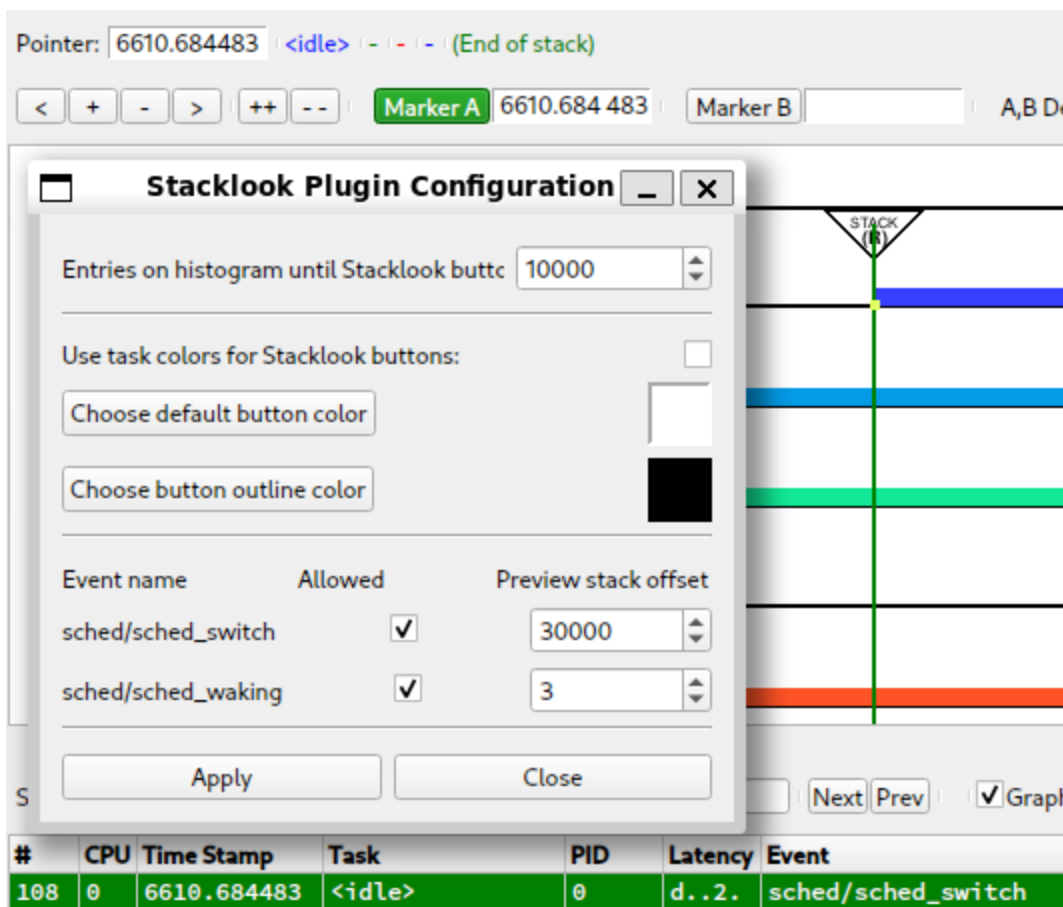 Pointer: 6610.684483 <idle> - - - (End of stack)
< + - > ++ -- Marker A 6610.684 483 Marker B A,B De
Stacklook Plugin Configuration
STACK
Entries on histogram until Stacklook buttc 10000
Use task colors for Stacklook buttons:
Choose default button color
Choose button outline color
Event name Allowed Preview stack offset
sched/sched_switch 30000
sched/sched_waking 3
Apply Close
S Next Prev Graph
# CPU Time Stamp Task PID Latency Event
108 0 6610.684483 <idle> 0 d..2. sched/sched_switch